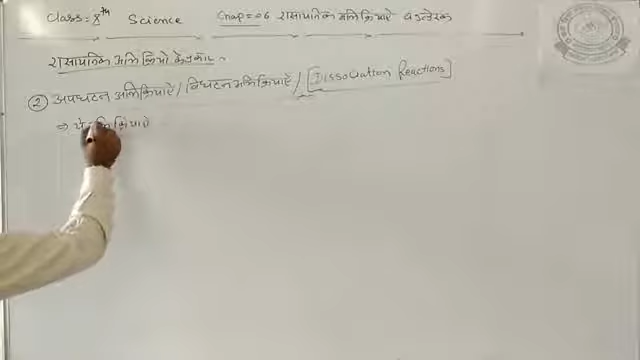 Class:8th Science Chap=06 रासायनिक अभिक्रियाऐं व उत्प्रेरक
रासायनिक अभिक्रियो के प्रकार -
② अपघटन अभिक्रियाऐं / विघटन अभिक्रियाऐं / [Dissociation Reactions]
⇒ अभिक्रियाऐं